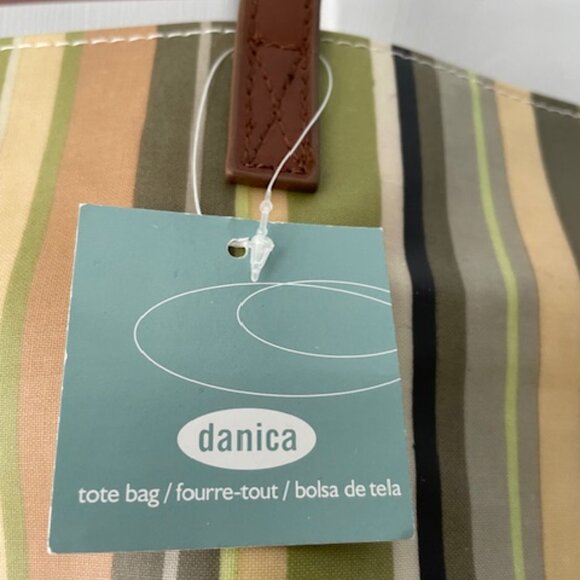 danica
tote bag / fourre-tout / bolsa de tela